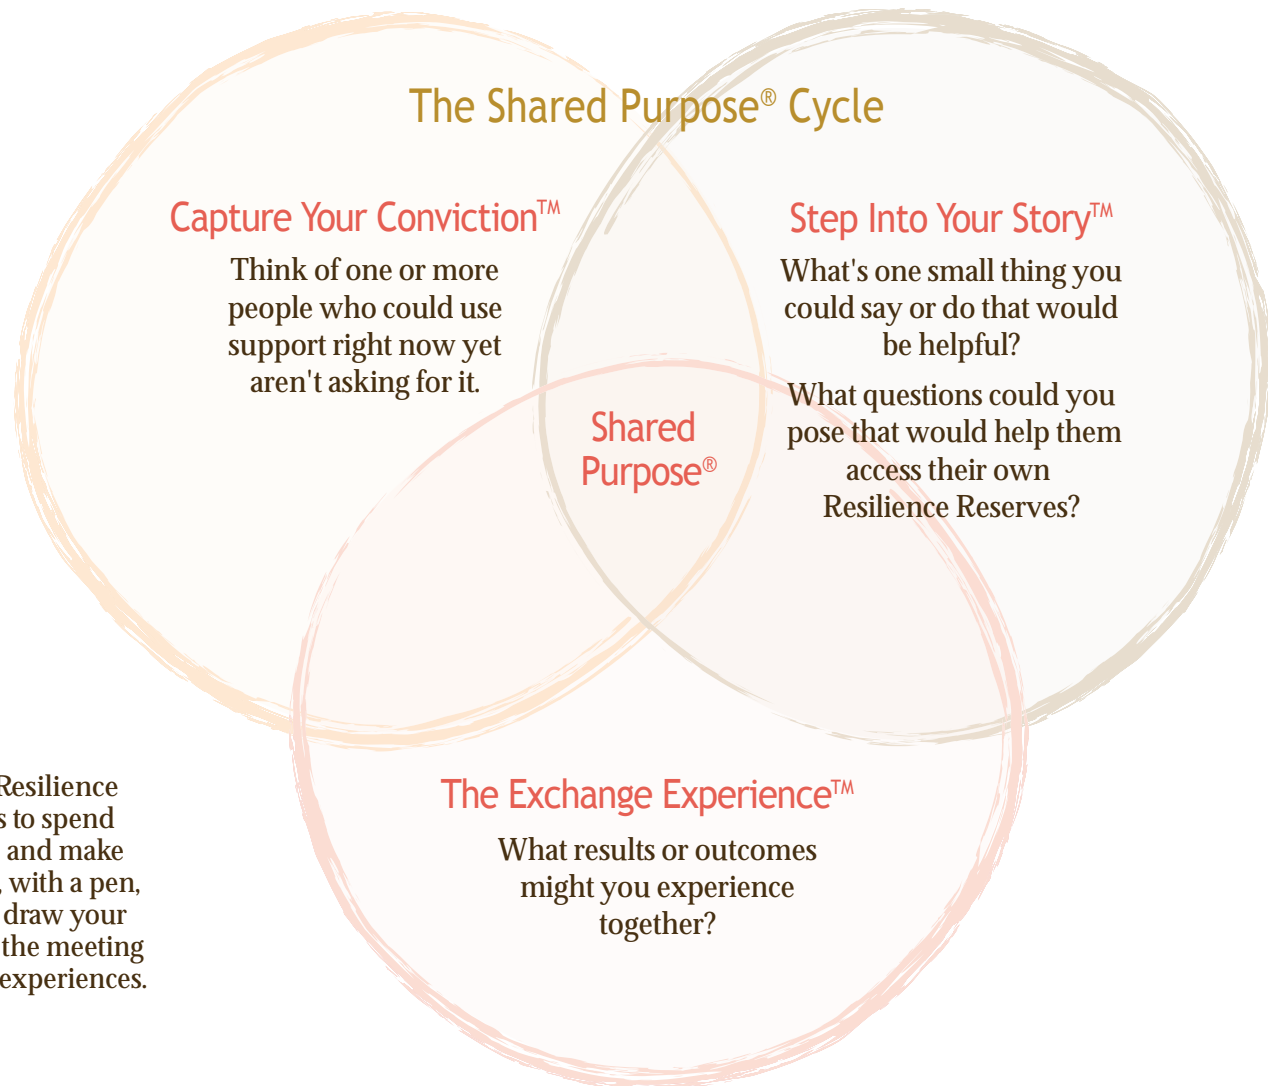 The Shared Purpose® Cycle
Capture Your Conviction™
Think of one or more
people who could use
support right now yet
aren't asking for it.
Step Into Your Story™
What's one small thing you
could say or do that would
be helpful?
What questions could you
pose that would help them
access their own
Resilience Reserves?
Shared
Purpose®
The Exchange Experience™
What results or outcomes
might you experience
together?
Resilience
s to spend
and make
, with a pen,
draw your
the meeting
experiences.